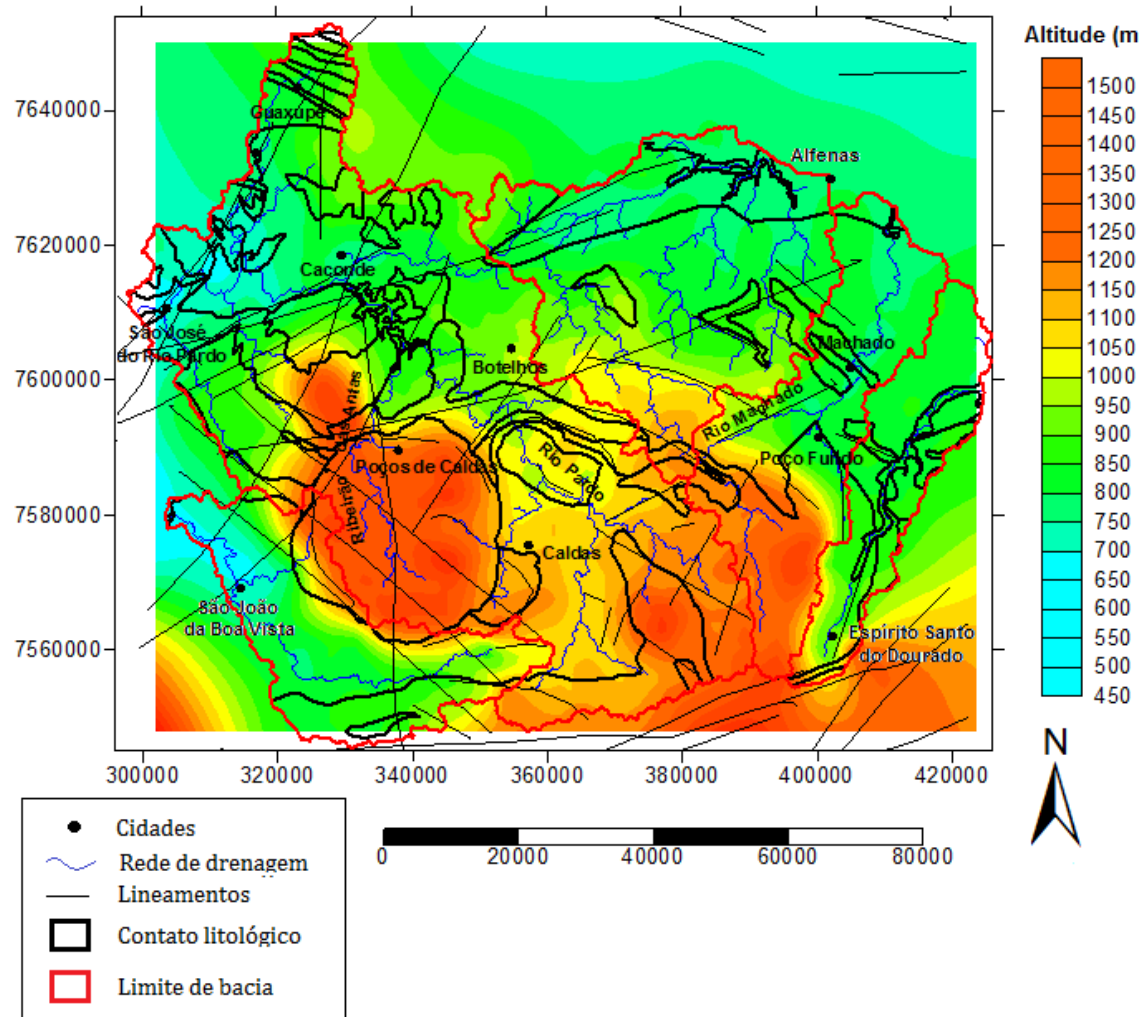 Altitude (m
1500
1450
1400
1350
1300
1250
1200
1150
1100
1050
1000
950
900
850
800
750
700
650
600
550
500
450
7640000
7620000
7600000
7580000
7560000
Guaxupé
Alfenas
Caconde
São José
do Rio Pardo
Machado
Botelhos
das Antas
Ribeirão
Rio Machado
Poços de Caldas
Rio Pardo
Poço Fundo
Caldas
São João
da Boa Vista
Espírito Santo
do Dourado
300000
320000
340000
360000
380000
400000
420000
N
Cidades
Rede de drenagem
Lineamentos
Contato litológico
Limite de bacia
0
20000
40000
60000
80000